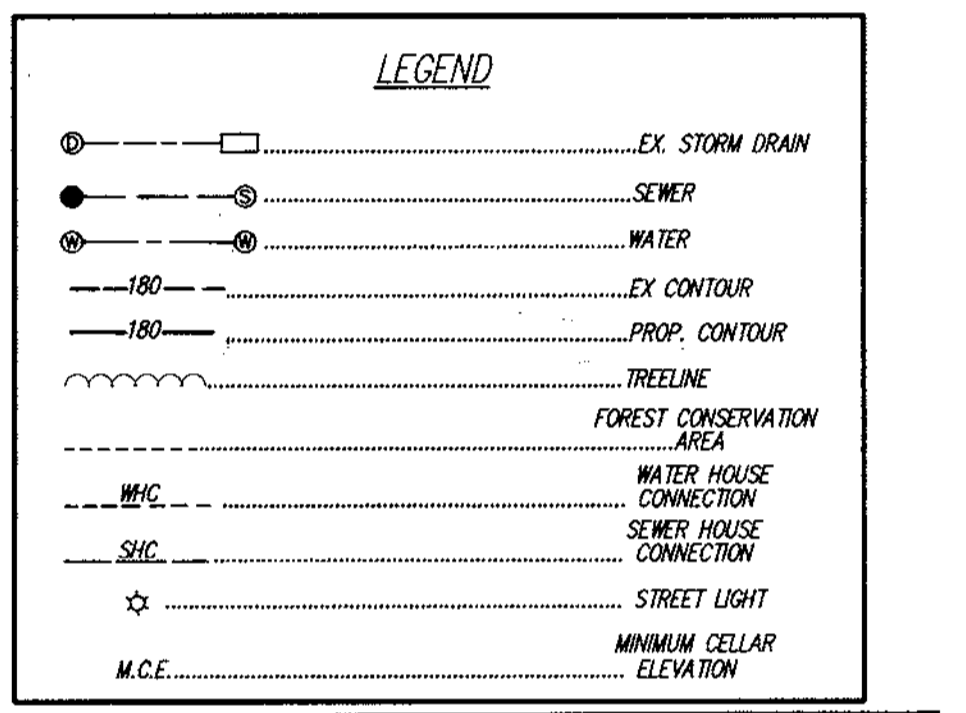 LEGEND
D EX. STORM DRAIN
S SEWER
W W WATER
180 EX CONTOUR
180 PROP. CONTOUR
TREELINE
FOREST CONSERVATION
AREA
WATER HOUSE
WHC CONNECTION
SEWER HOUSE
SHC CONNECTION
STREET LIGHT
MINIMUM CELLAR
M.C.E. ELEVATION